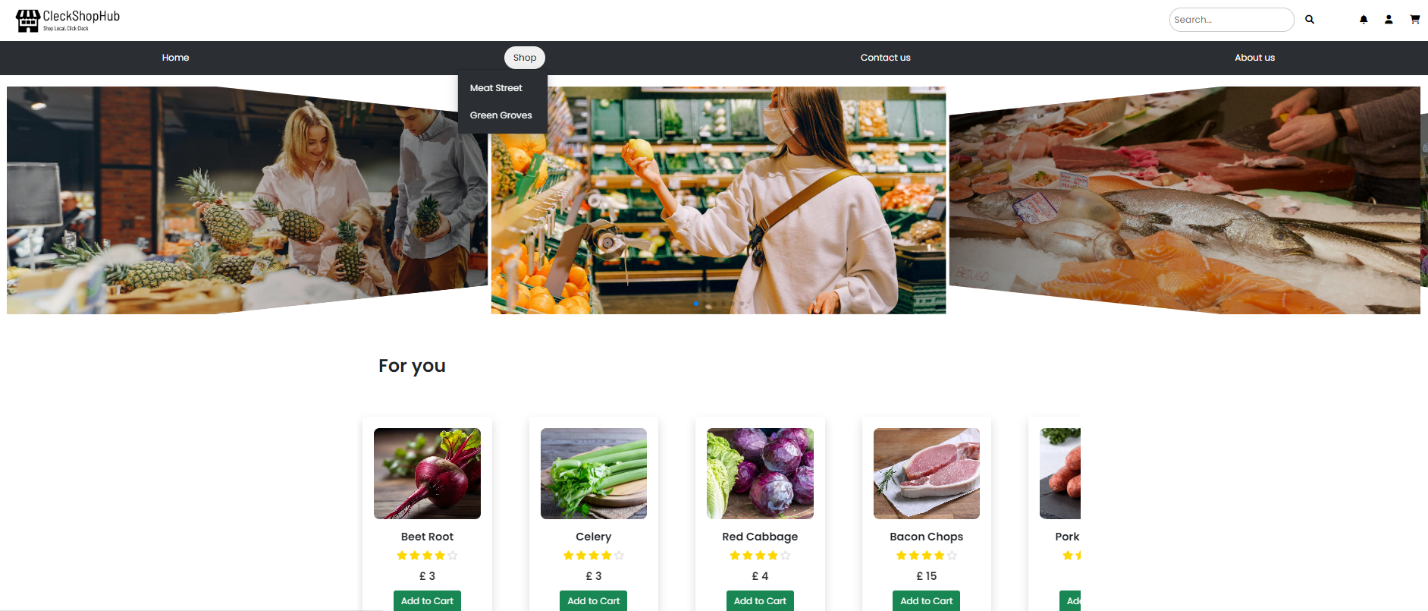 CleckShopHub
Shop Local, Click Cleck
Search...
Home
Shop
Contact us
About us
Meat Street
Green Groves
For you
Beet Root
Celery
Red Cabbage
Bacon Chops
Pork
£ 3
£ 3
£ 4
£ 15
Add to Cart
Add to Cart
Add to Cart
Add to Cart
Ad